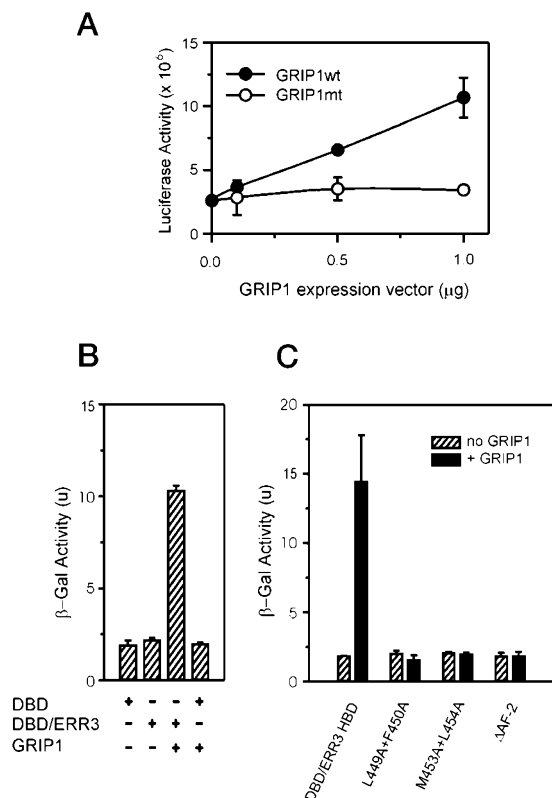 A
Luciferase Activity (x 10⁶)
15
10
5
0
GRIP1wt
GRIP1mt
0.0 0.5 1.0
GRIP1 expression vector (μg)
B
β-Gal Activity (u)
15
10
5
0
DBD + - - +
DBD/ERR3 - + + -
GRIP1 - - + +
C
β-Gal Activity (u)
20
15
10
5
0
no GRIP1
+ GRIP1
DBD/ERR3 HBD
L449A+F450A
M453A+L454A
ΔAF-2